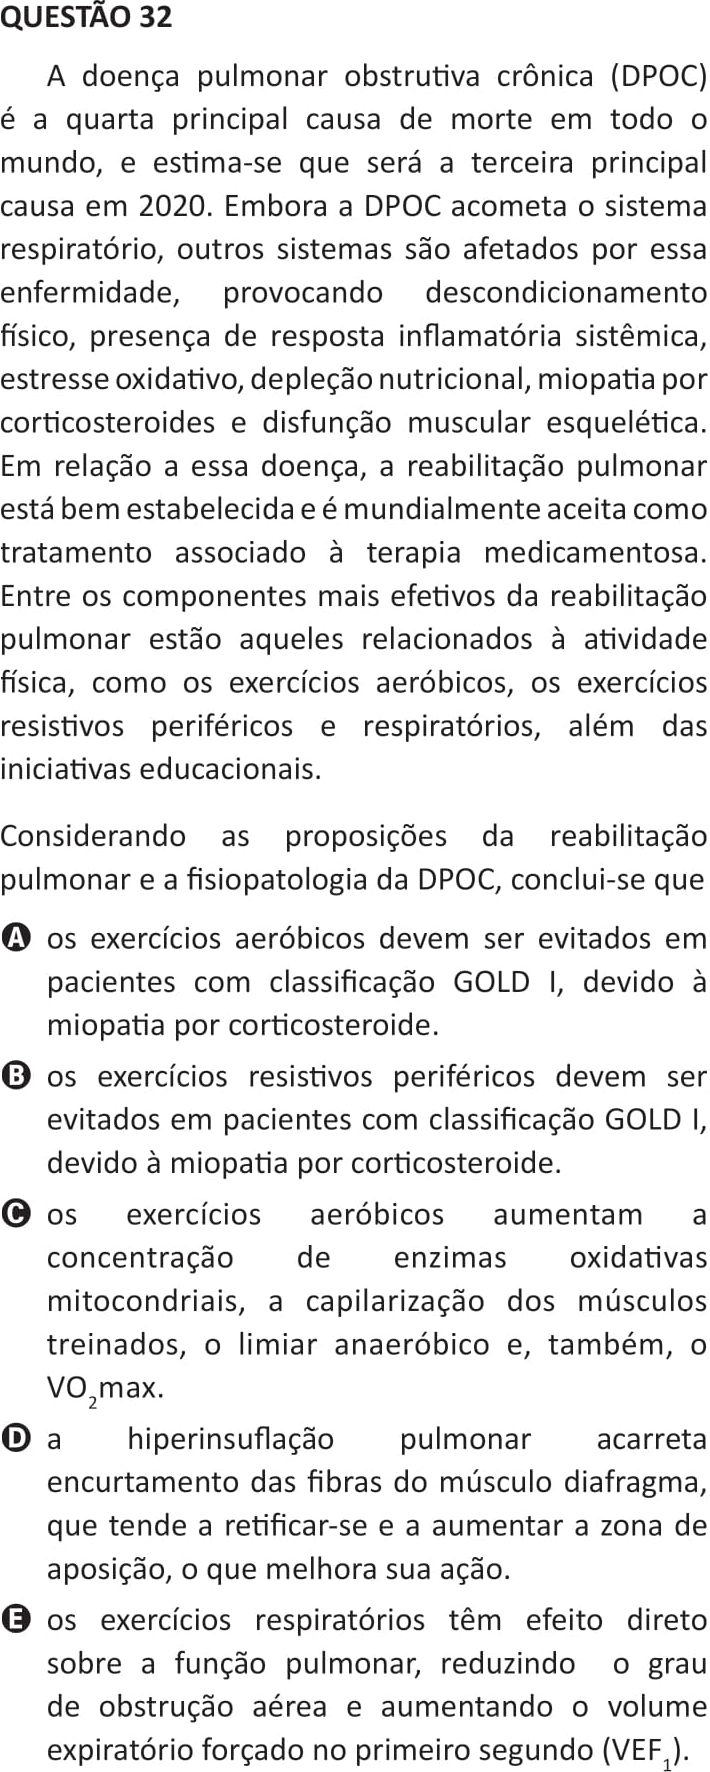 QUESTÃO 32
A doença pulmonar obstrutiva crônica (DPOC)
é a quarta principal causa de morte em todo o
mundo, e estima-se que será a terceira principal
causa em 2020. Embora a DPOC acometa o sistema
respiratório, outros sistemas são afetados por essa
enfermidade, provocando descondicionamento
físico, presença de resposta inflamatória sistêmica,
estresse oxidativo, depleção nutricional, miopatia por
corticosteroides e disfunção muscular esquelética.
Em relação a essa doença, a reabilitação pulmonar
está bem estabelecida e é mundialmente aceita como
tratamento associado à terapia medicamentosa.
Entre os componentes mais efetivos da reabilitação
pulmonar estão aqueles relacionados à atividade
física, como os exercícios aeróbicos, os exercícios
resistivos periféricos e respiratórios, além das
iniciativas educacionais.
Considerando as proposições da reabilitação
pulmonar e a fisiopatologia da DPOC, conclui-se que
A os exercícios aeróbicos devem ser evitados em
pacientes com classificação GOLD I, devido à
miopatia por corticosteroide.
B os exercícios resistivos periféricos devem ser
evitados em pacientes com classificação GOLD I,
devido à miopatia por corticosteroide.
C os exercícios aeróbicos aumentam a
concentração de enzimas oxidativas
mitocondriais, a capilarização dos músculos
treinados, o limiar anaeróbico e, também, o
VO₂max.
D a hiperinsuflação pulmonar acarreta
encurtamento das fibras do músculo diafragma,
que tende a retificar-se e a aumentar a zona de
aposição, o que melhora sua ação.
E os exercícios respiratórios têm efeito direto
sobre a função pulmonar, reduzindo o grau
de obstrução aérea e aumentando o volume
expiratório forçado no primeiro segundo (VEF₁).